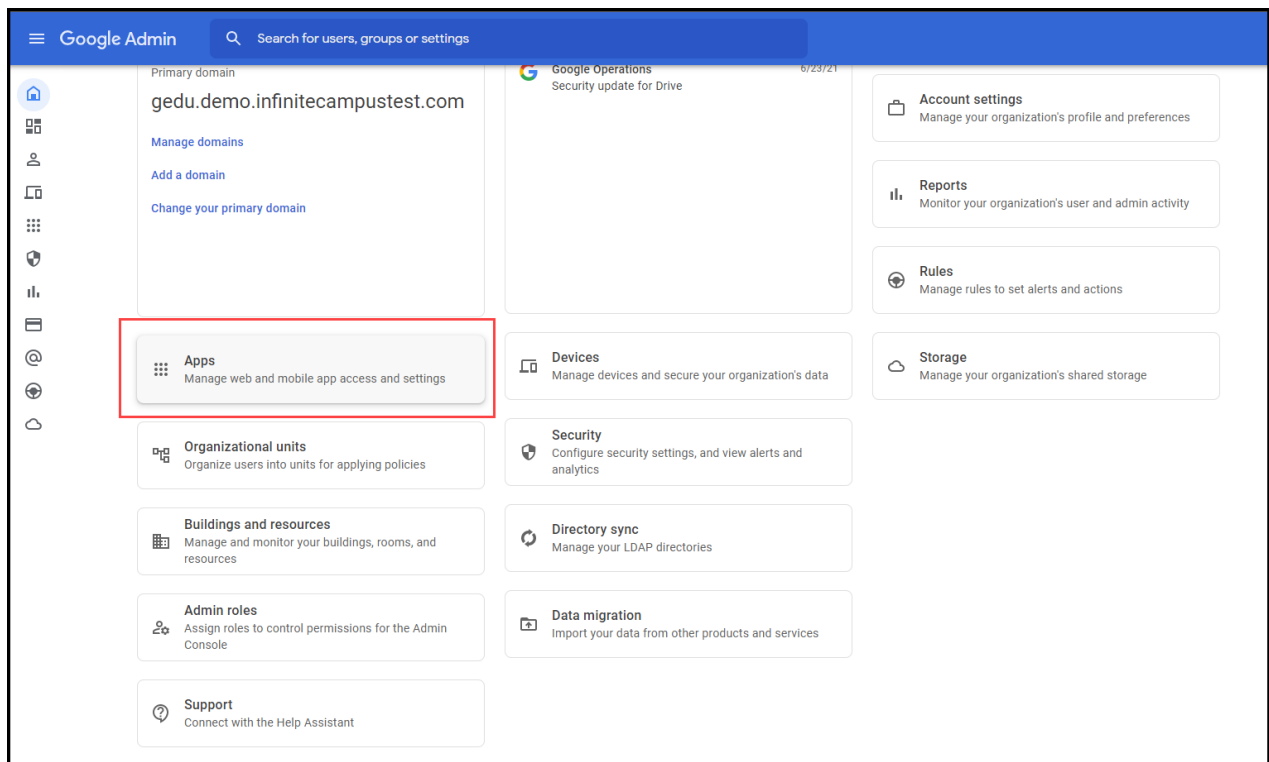 Google Admin
Search for users, groups or settings
Primary domain
gedu.demo.infinitecampustest.com
Manage domains
Add a domain
Change your primary domain
Google Operations
6/23/21
Security update for Drive
Account settings
Manage your organization's profile and preferences
Reports
Monitor your organization's user and admin activity
Rules
Manage rules to set alerts and actions
Apps
Manage web and mobile app access and settings
Devices
Manage devices and secure your organization's data
Storage
Manage your organization's shared storage
Organizational units
Organize users into units for applying policies
Security
Configure security settings, and view alerts and
analytics
Buildings and resources
Manage and monitor your buildings, rooms, and
resources
Directory sync
Manage your LDAP directories
Admin roles
Assign roles to control permissions for the Admin
Console
Data migration
Import your data from other products and services
Support
Connect with the Help Assistant